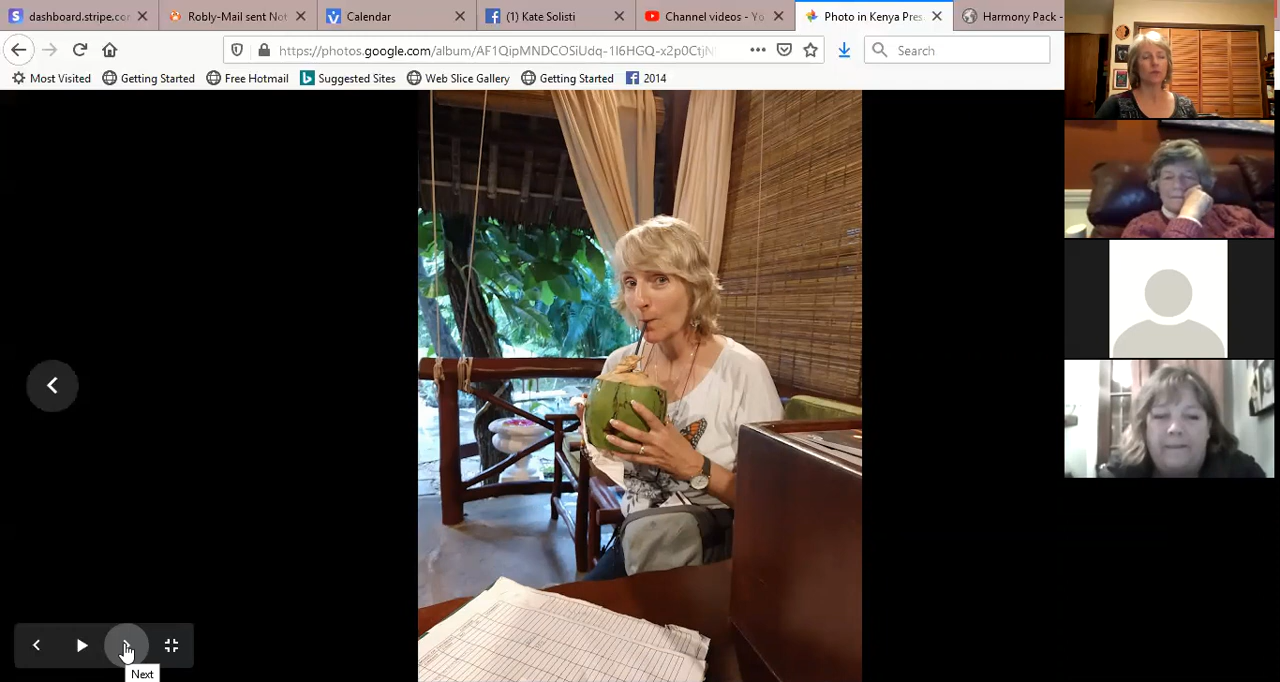 dashboard.stripe.co
Robly-Mail sent Not
Calendar
(1) Kate Solisti
Channel videos - Yo
Photo in Kenya Pres
Harmony Pack -
https://photos.google.com/album/AF1QipMNDCOSiUdq-1I6HGQ-x2p0CtjN
Search
Most Visited
Getting Started
Free Hotmail
Suggested Sites
Web Slice Gallery
Getting Started
2014
Next